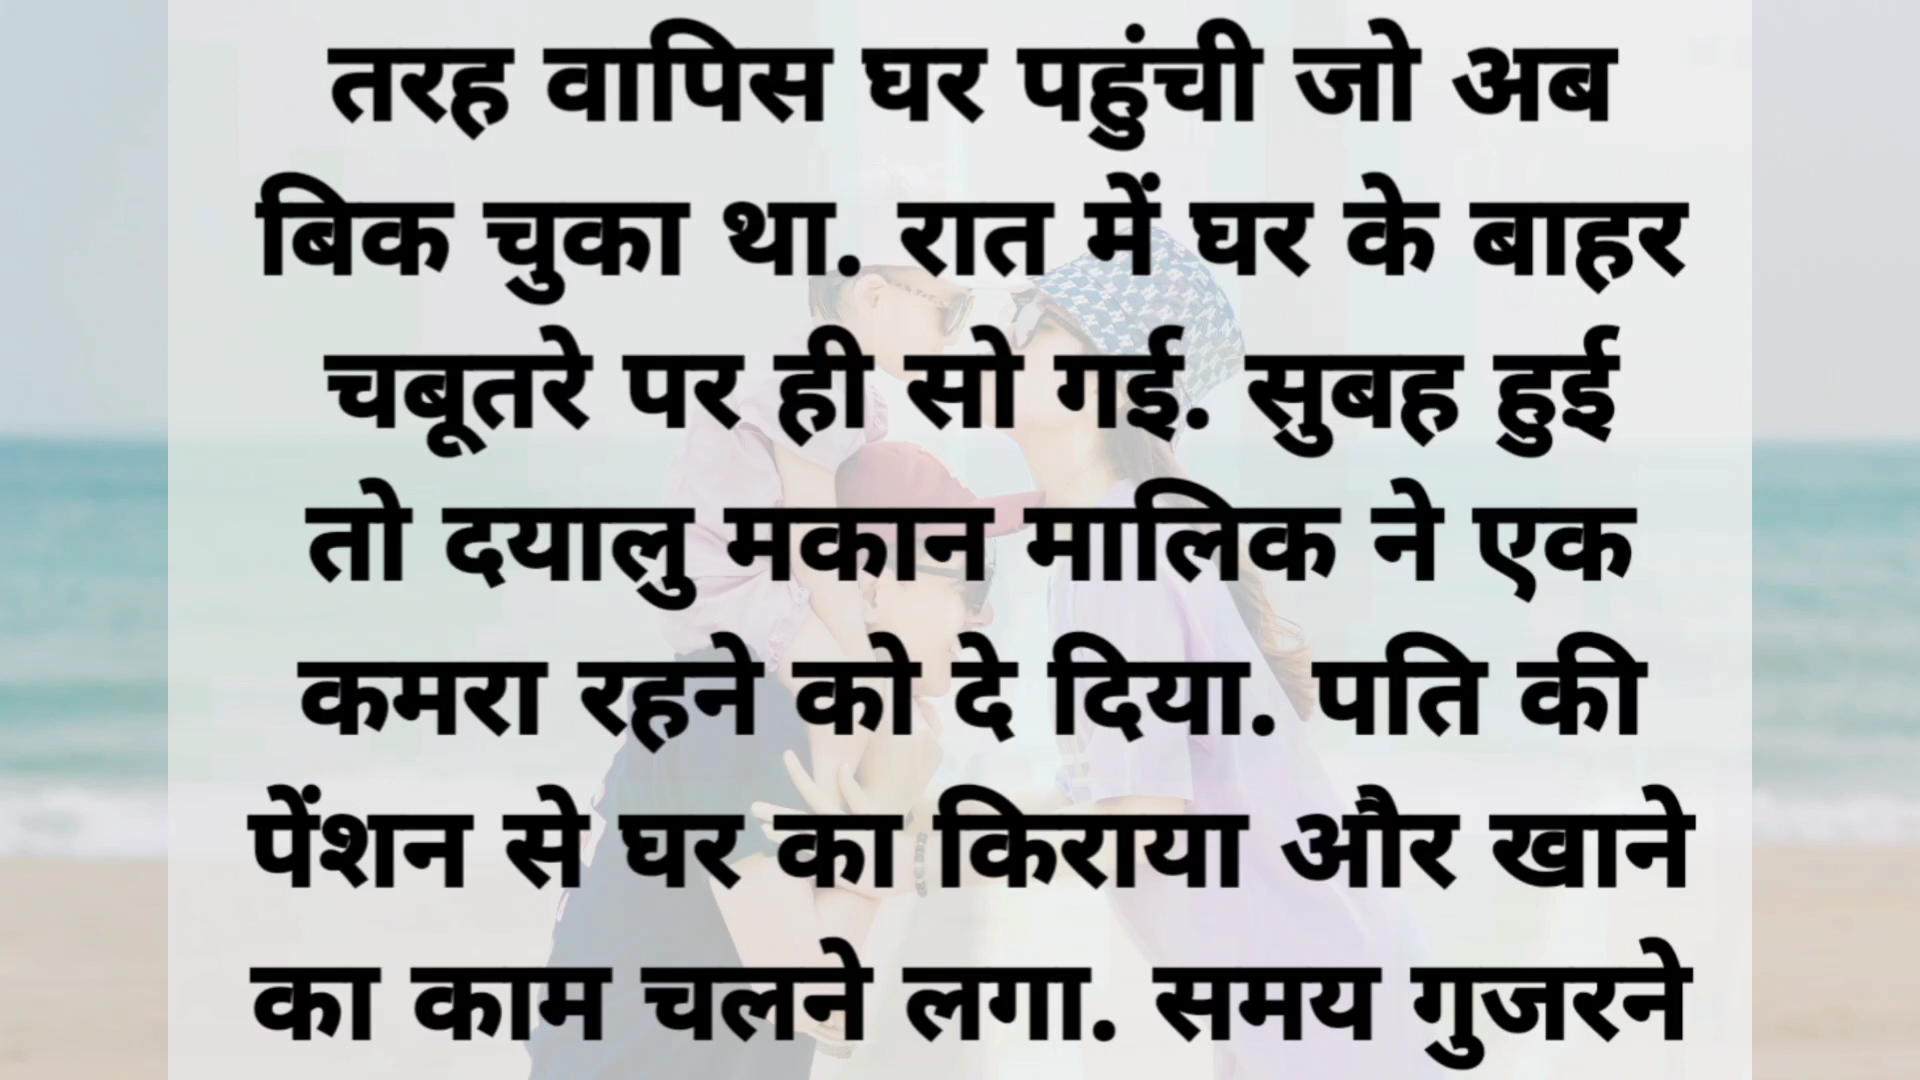 तरह वापिस घर पहुंची जो अब
बिक चुका था. रात में घर के बाहर
चबूतरे पर ही सो गई. सुबह हुई
तो दयालु मकान मालिक ने एक
कमरा रहने को दे दिया. पति की
पेंशन से घर का किराया और खाने
का काम चलने लगा. समय गुजरने